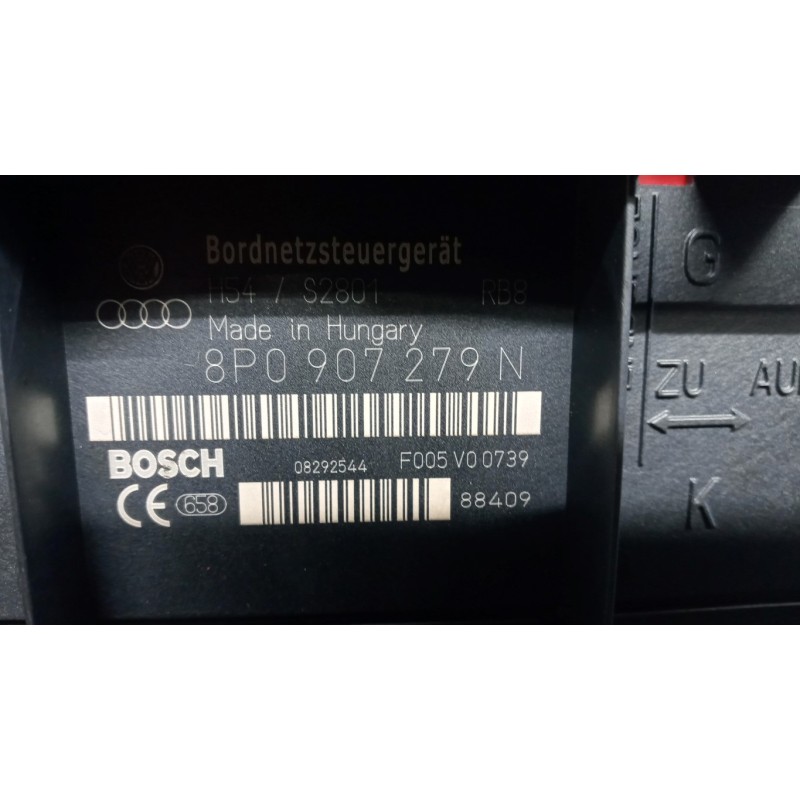 Bordnetzsteuergerät
H54 / S2801 RB8
Made in Hungary
8P0 907 279 N
BOSCH 08292544 F005 V0 0739
CE 658 88409
G
ZU
K